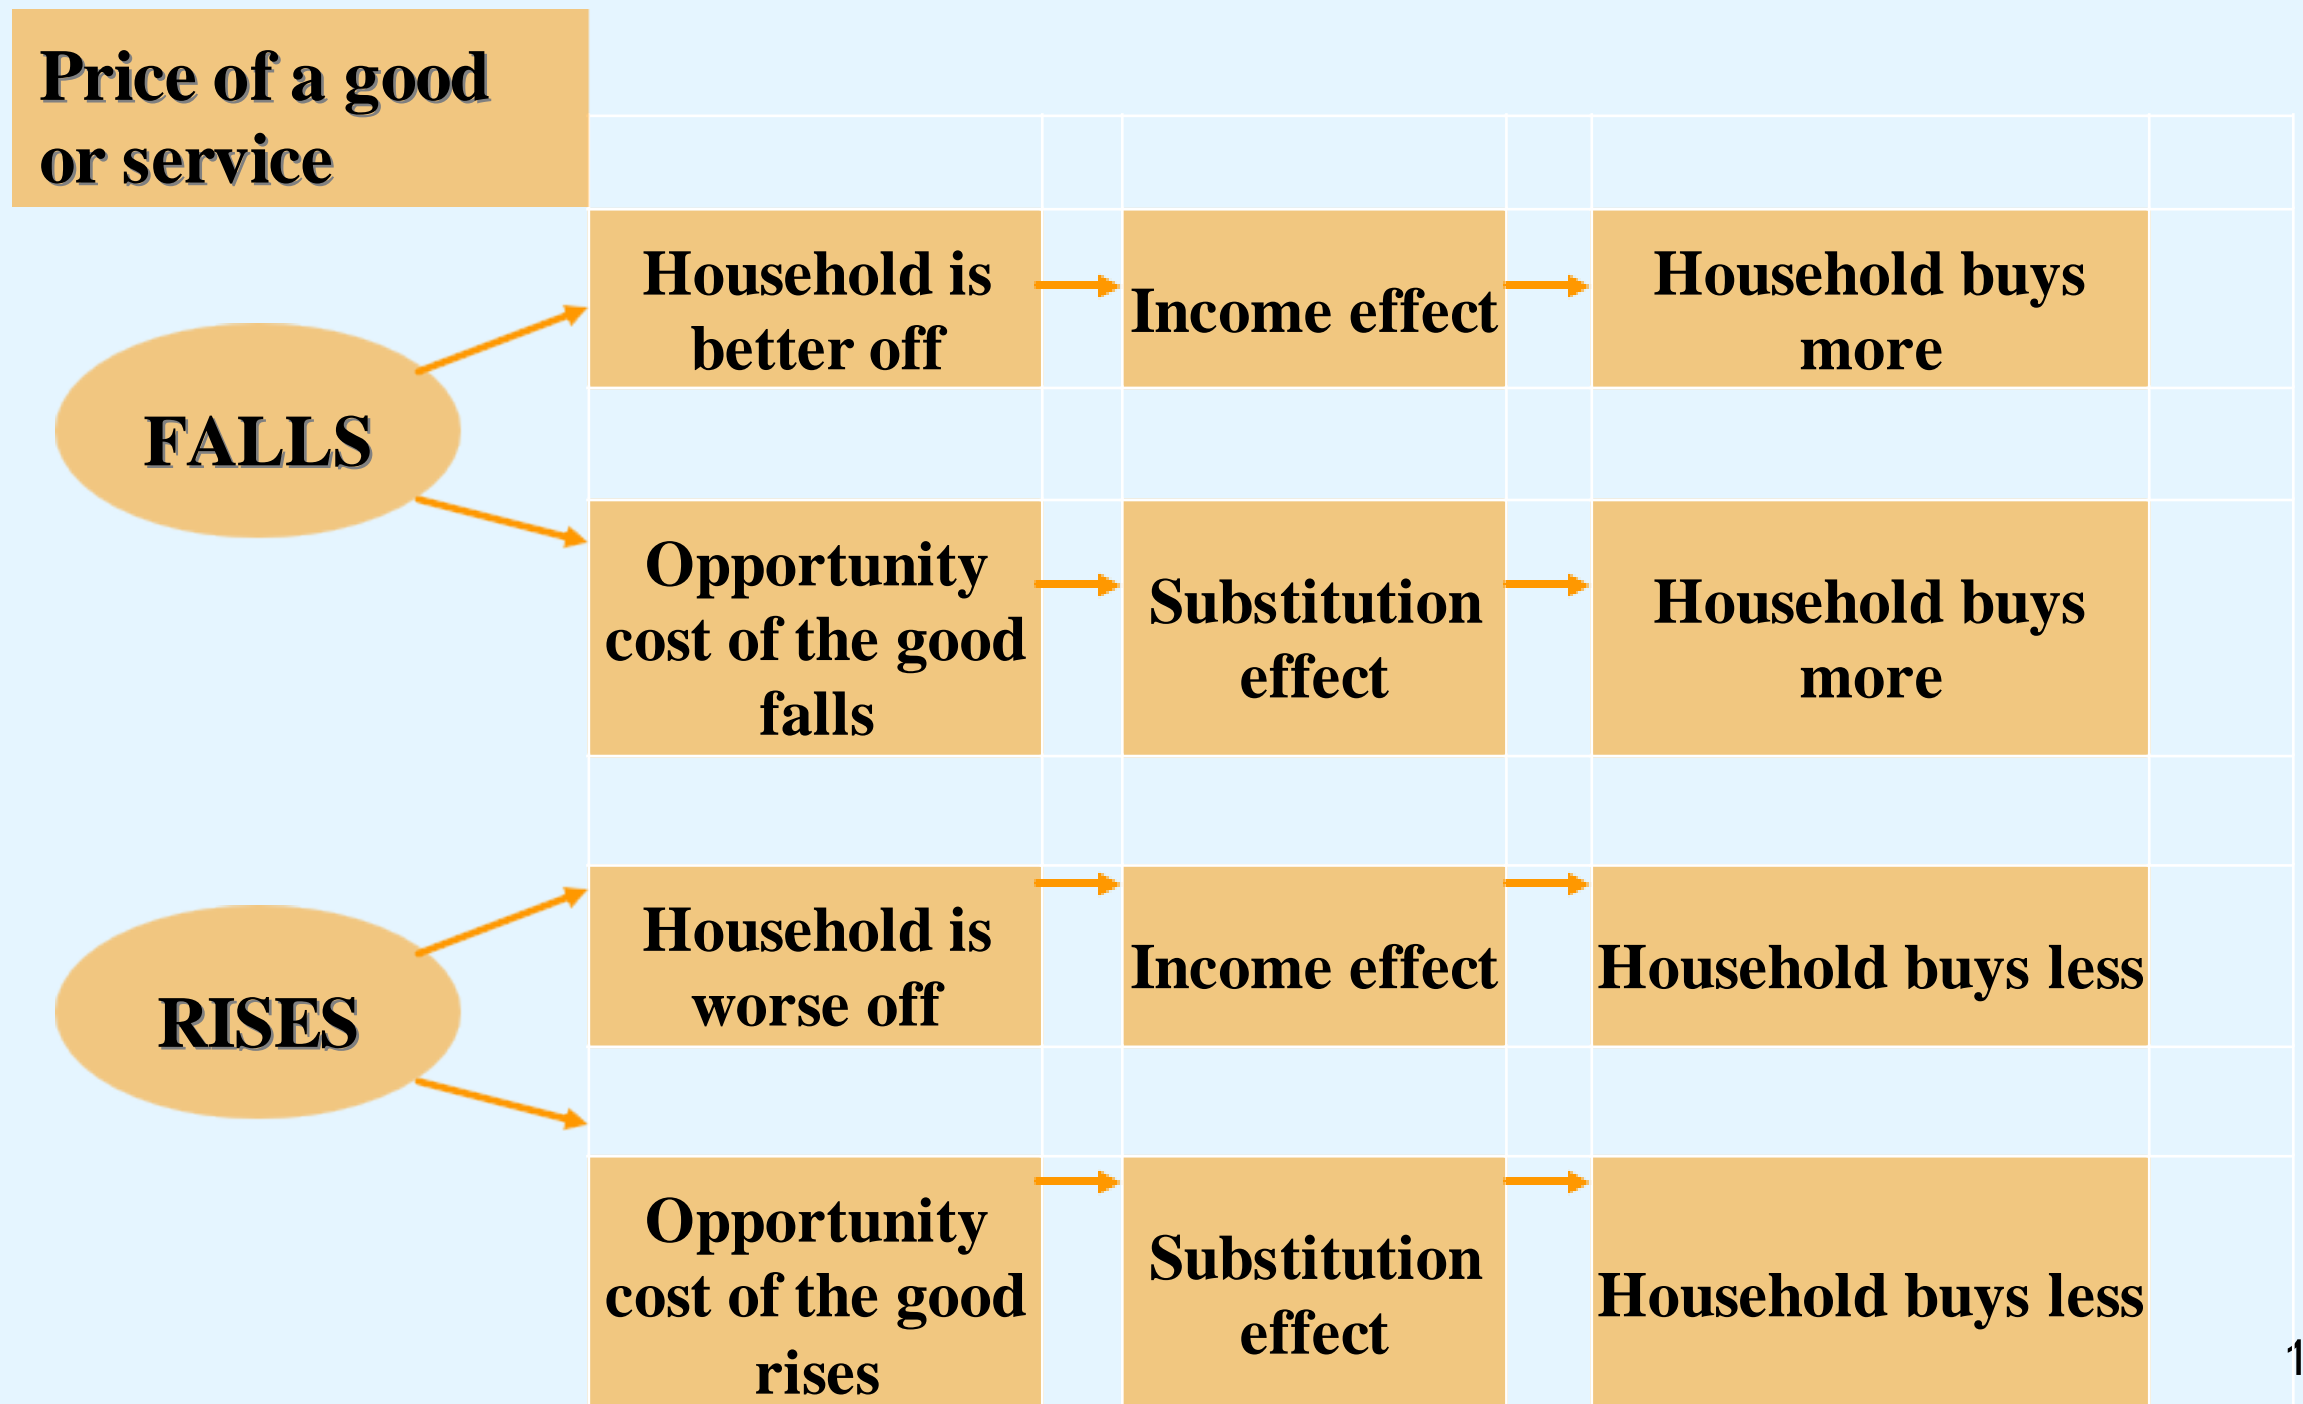 Price of a good
or service
FALLS
Household is
better off
Income effect
Household buys
more
Opportunity
cost of the good
falls
Substitution
effect
Household buys
more
RISES
Household is
worse off
Income effect
Household buys less
Opportunity
cost of the good
rises
Substitution
effect
Household buys less
1